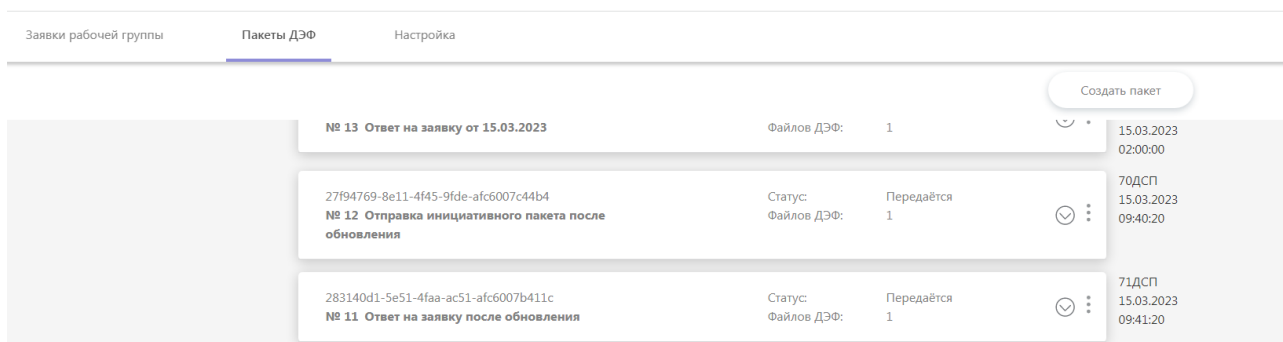 Заявки рабочей группы Пакеты ДЭФ Настройка
Создать пакет
№ 13 Ответ на заявку от 15.03.2023 Файлов ДЭФ: 1
15.03.2023
02:00:00
27f94769-8e11-4f45-9fde-afc6007c44b4 Статус: Передаётся
№ 12 Отправка инициативного пакета после Файлов ДЭФ: 1
обновления
70ДСП
15.03.2023
09:40:20
283140d1-5e51-4faa-ac51-afc6007b411c Статус: Передаётся
№ 11 Ответ на заявку после обновления Файлов ДЭФ: 1
71ДСП
15.03.2023
09:41:20